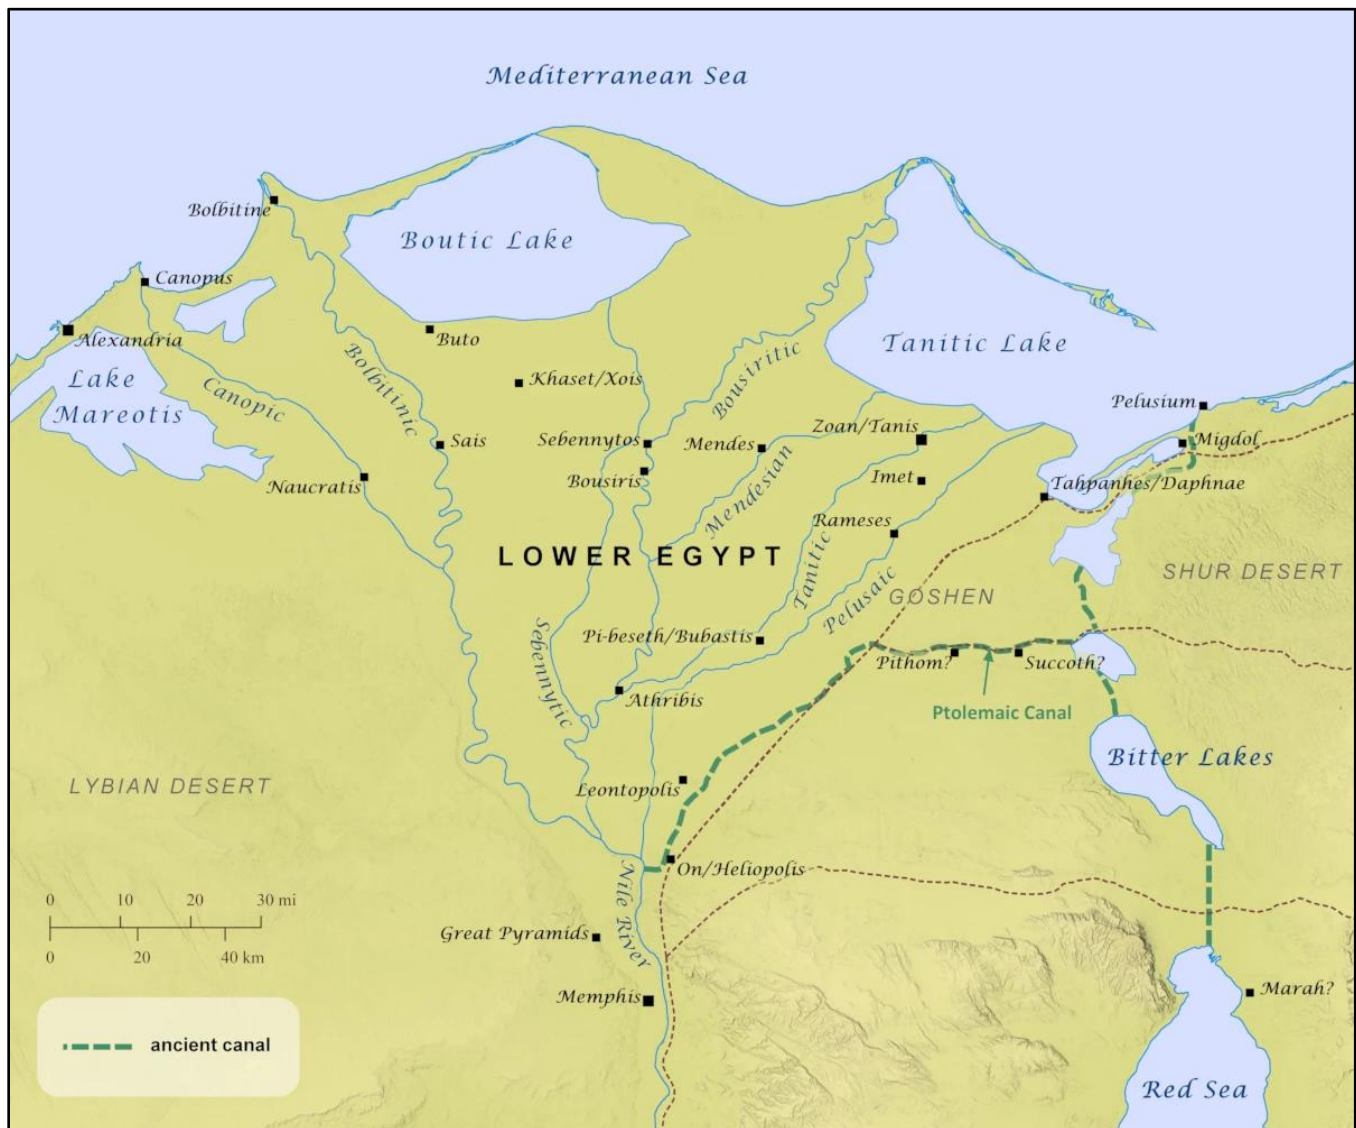 Mediterranean Sea
Bolbitine
Boutic Lake
Canopus
Alexandria
Buto
Tanitic Lake
Lake
Mareotis
Canopic
Bolbitinic
Khaset/Xois
Bousiritic
Pelusium
Sais
Sebennytos
Mendes
Zoan/Tanis
Migdol
Naucratis
Bousiris
Mendesian
Imet
Tahpanhes/Daphnae
Rameses
LOWER EGYPT
Tanitic
Pelusaic
GOSHEN
SHUR DESERT
Sebennytic
Pi-beseth/Bubastis
Pithom?
Succoth?
Athribis
Ptolemaic Canal
Bitter Lakes
LYBIAN DESERT
Leontopolis
On/Heliopolis
Nile River
0 10 20 30 mi
0 20 40 km
Great Pyramids
Memphis
Marah?
ancient canal
Red Sea